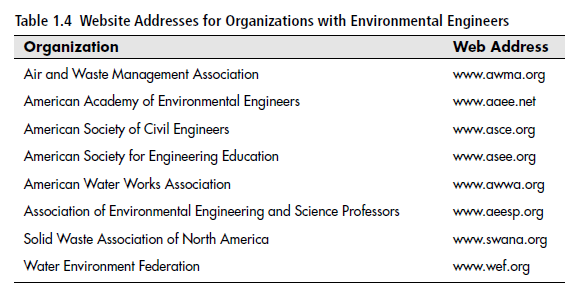 Table 1.4 Website Addresses for Organizations with Environmental Engineers
Organization Web Address
Air and Waste Management Association www.awma.org
American Academy of Environmental Engineers www.aaee.net
American Society of Civil Engineers www.asce.org
American Society for Engineering Education www.asee.org
American Water Works Association www.awwa.org
Association of Environmental Engineering and Science Professors www.aeesp.org
Solid Waste Association of North America www.swana.org
Water Environment Federation www.wef.org